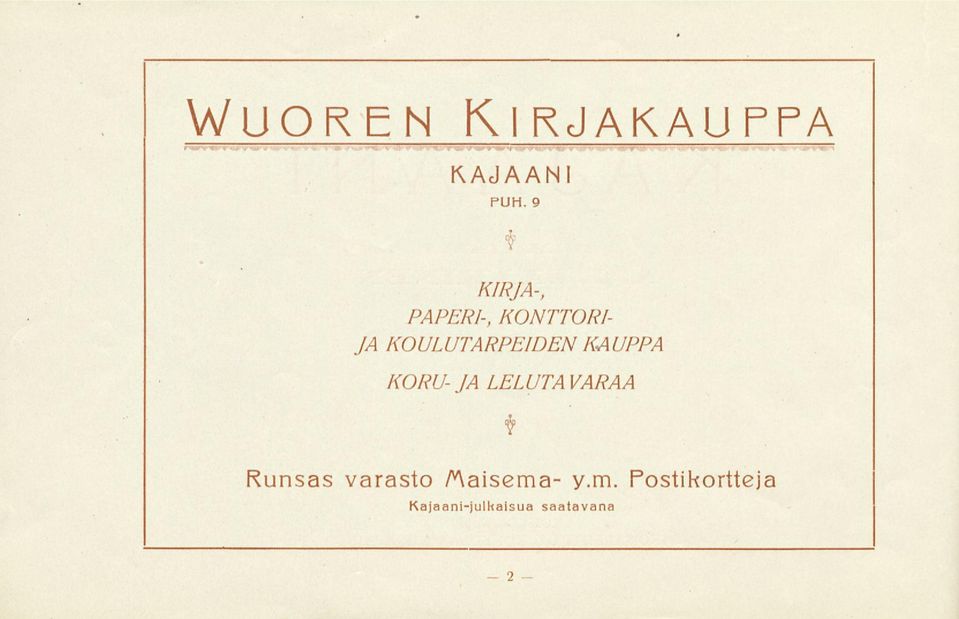 WUOREN KIRJAKAUPPA
KAJAANI
PUH. 9
KIRJA-,
PAPERI-, KONTTORI-
JA KOULUTARPEIDEN KAUPPA
KORU- JA LELUTAVARAA
Runsas varasto Maisema- y.m. Postikortteja
Kajaani-julkaisua saatavana
— 2 —